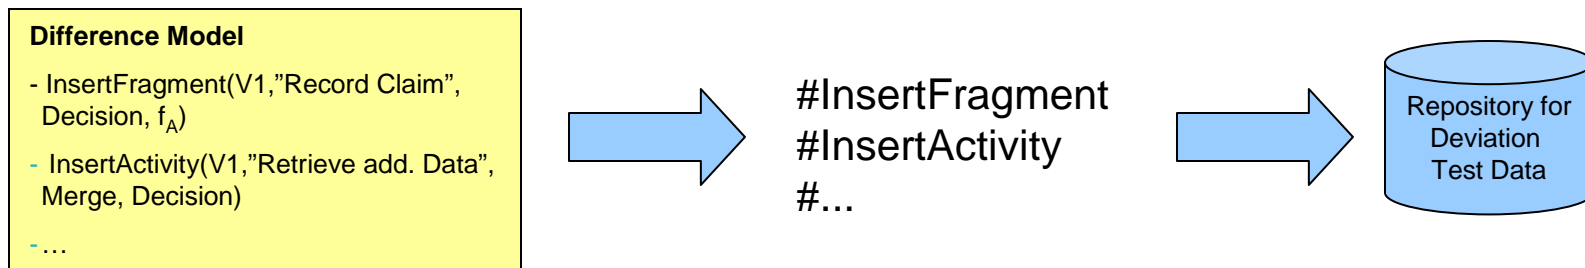 Difference Model
- InsertFragment(V1,”Record Claim”,
Decision, fA)
- InsertActivity(V1,”Retrieve add. Data”,
Merge, Decision)
- …
#InsertFragment
#InsertActivity
#...
Repository for
Deviation
Test Data